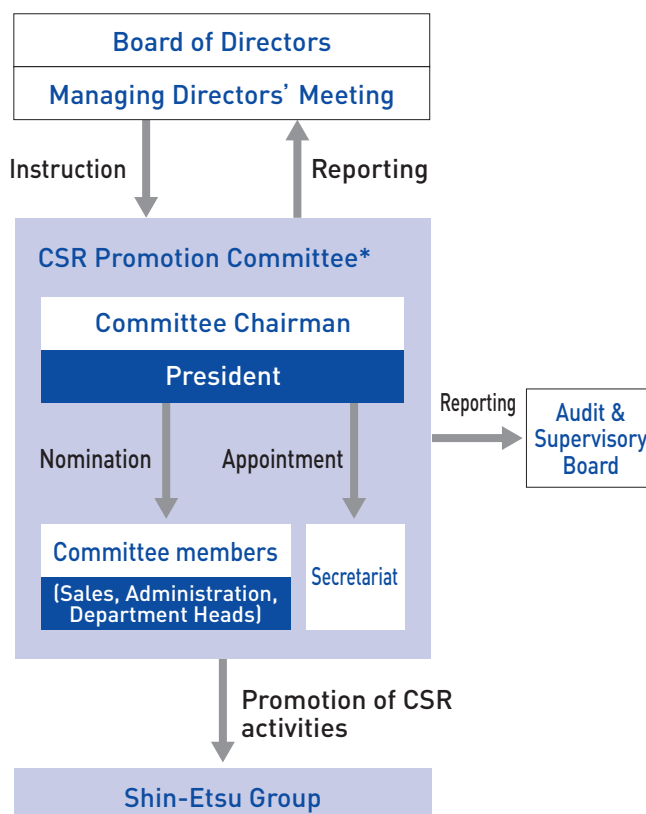 Board of Directors
Managing Directors’ Meeting
Instruction
Reporting
CSR Promotion Committee*
Committee Chairman
President
Reporting
Audit &
Supervisory
Board
Nomination
Appointment
Committee members
(Sales, Administration,
Department Heads)
Secretariat
Promotion of CSR
activities
Shin-Etsu Group